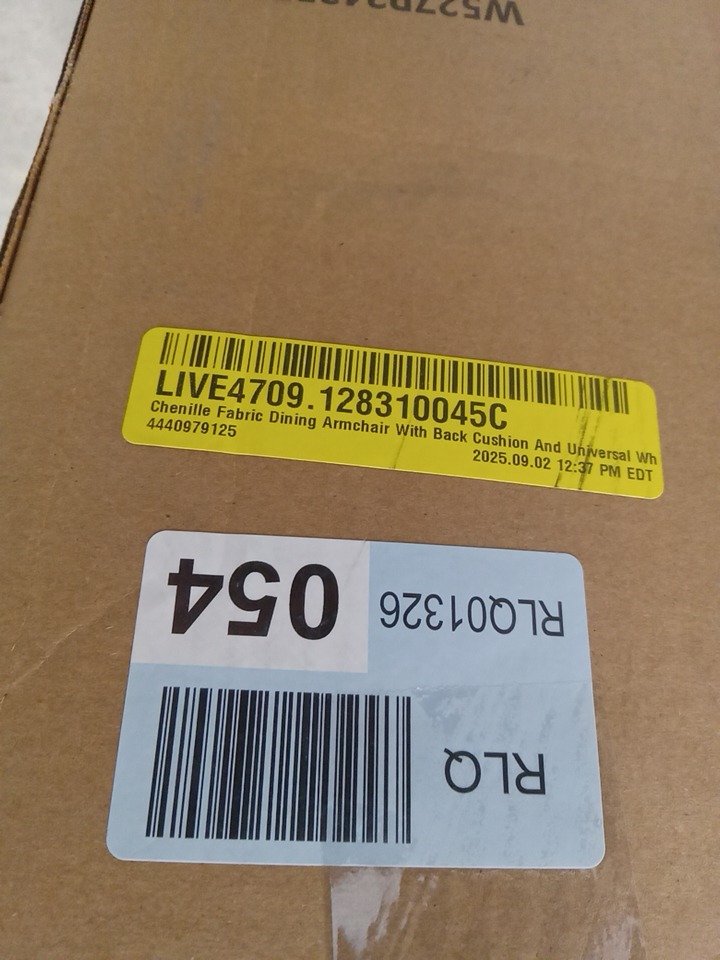 LIVE4709.128310045C
Chenille Fabric Dining Armchair With Back Cushion And Universal Wh
4440979125
2025.09.02 12:37 PM EDT
054
RLQ01326
RLQ